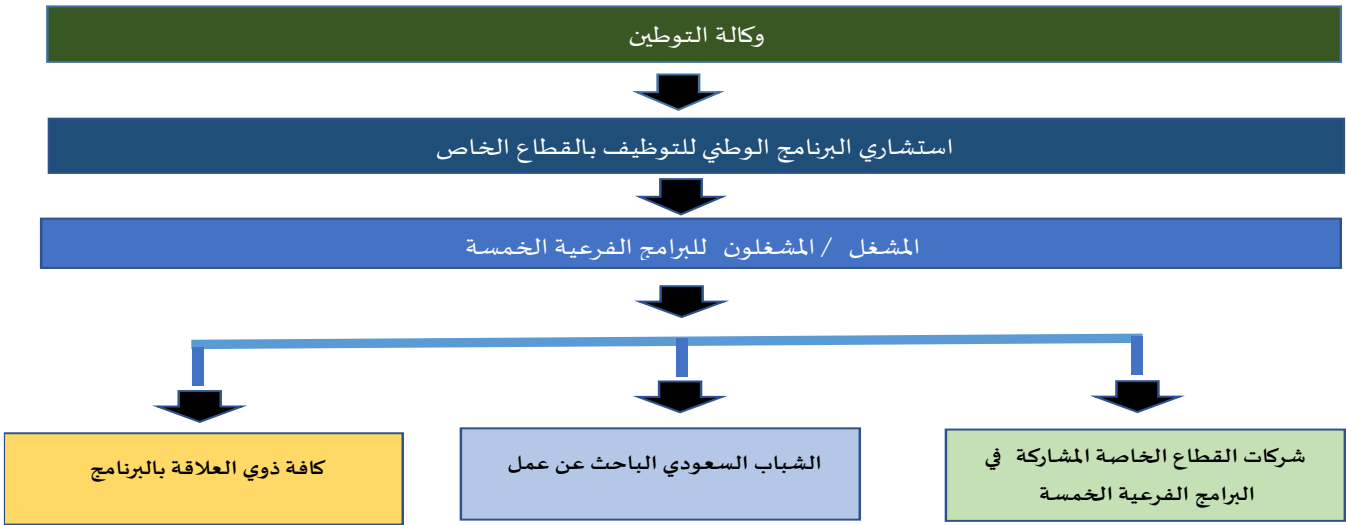 وكالة التوطين
استشاري البرنامج الوطني للتوظيف بالقطاع الخاص
المشغل / المشغلون للبرامج الفرعية الخمسة
شركات القطاع الخاصة المشاركة في
البرامج الفرعية الخمسة
الشباب السعودي الباحث عن عمل
كافة ذوي العلاقة بالبرنامج